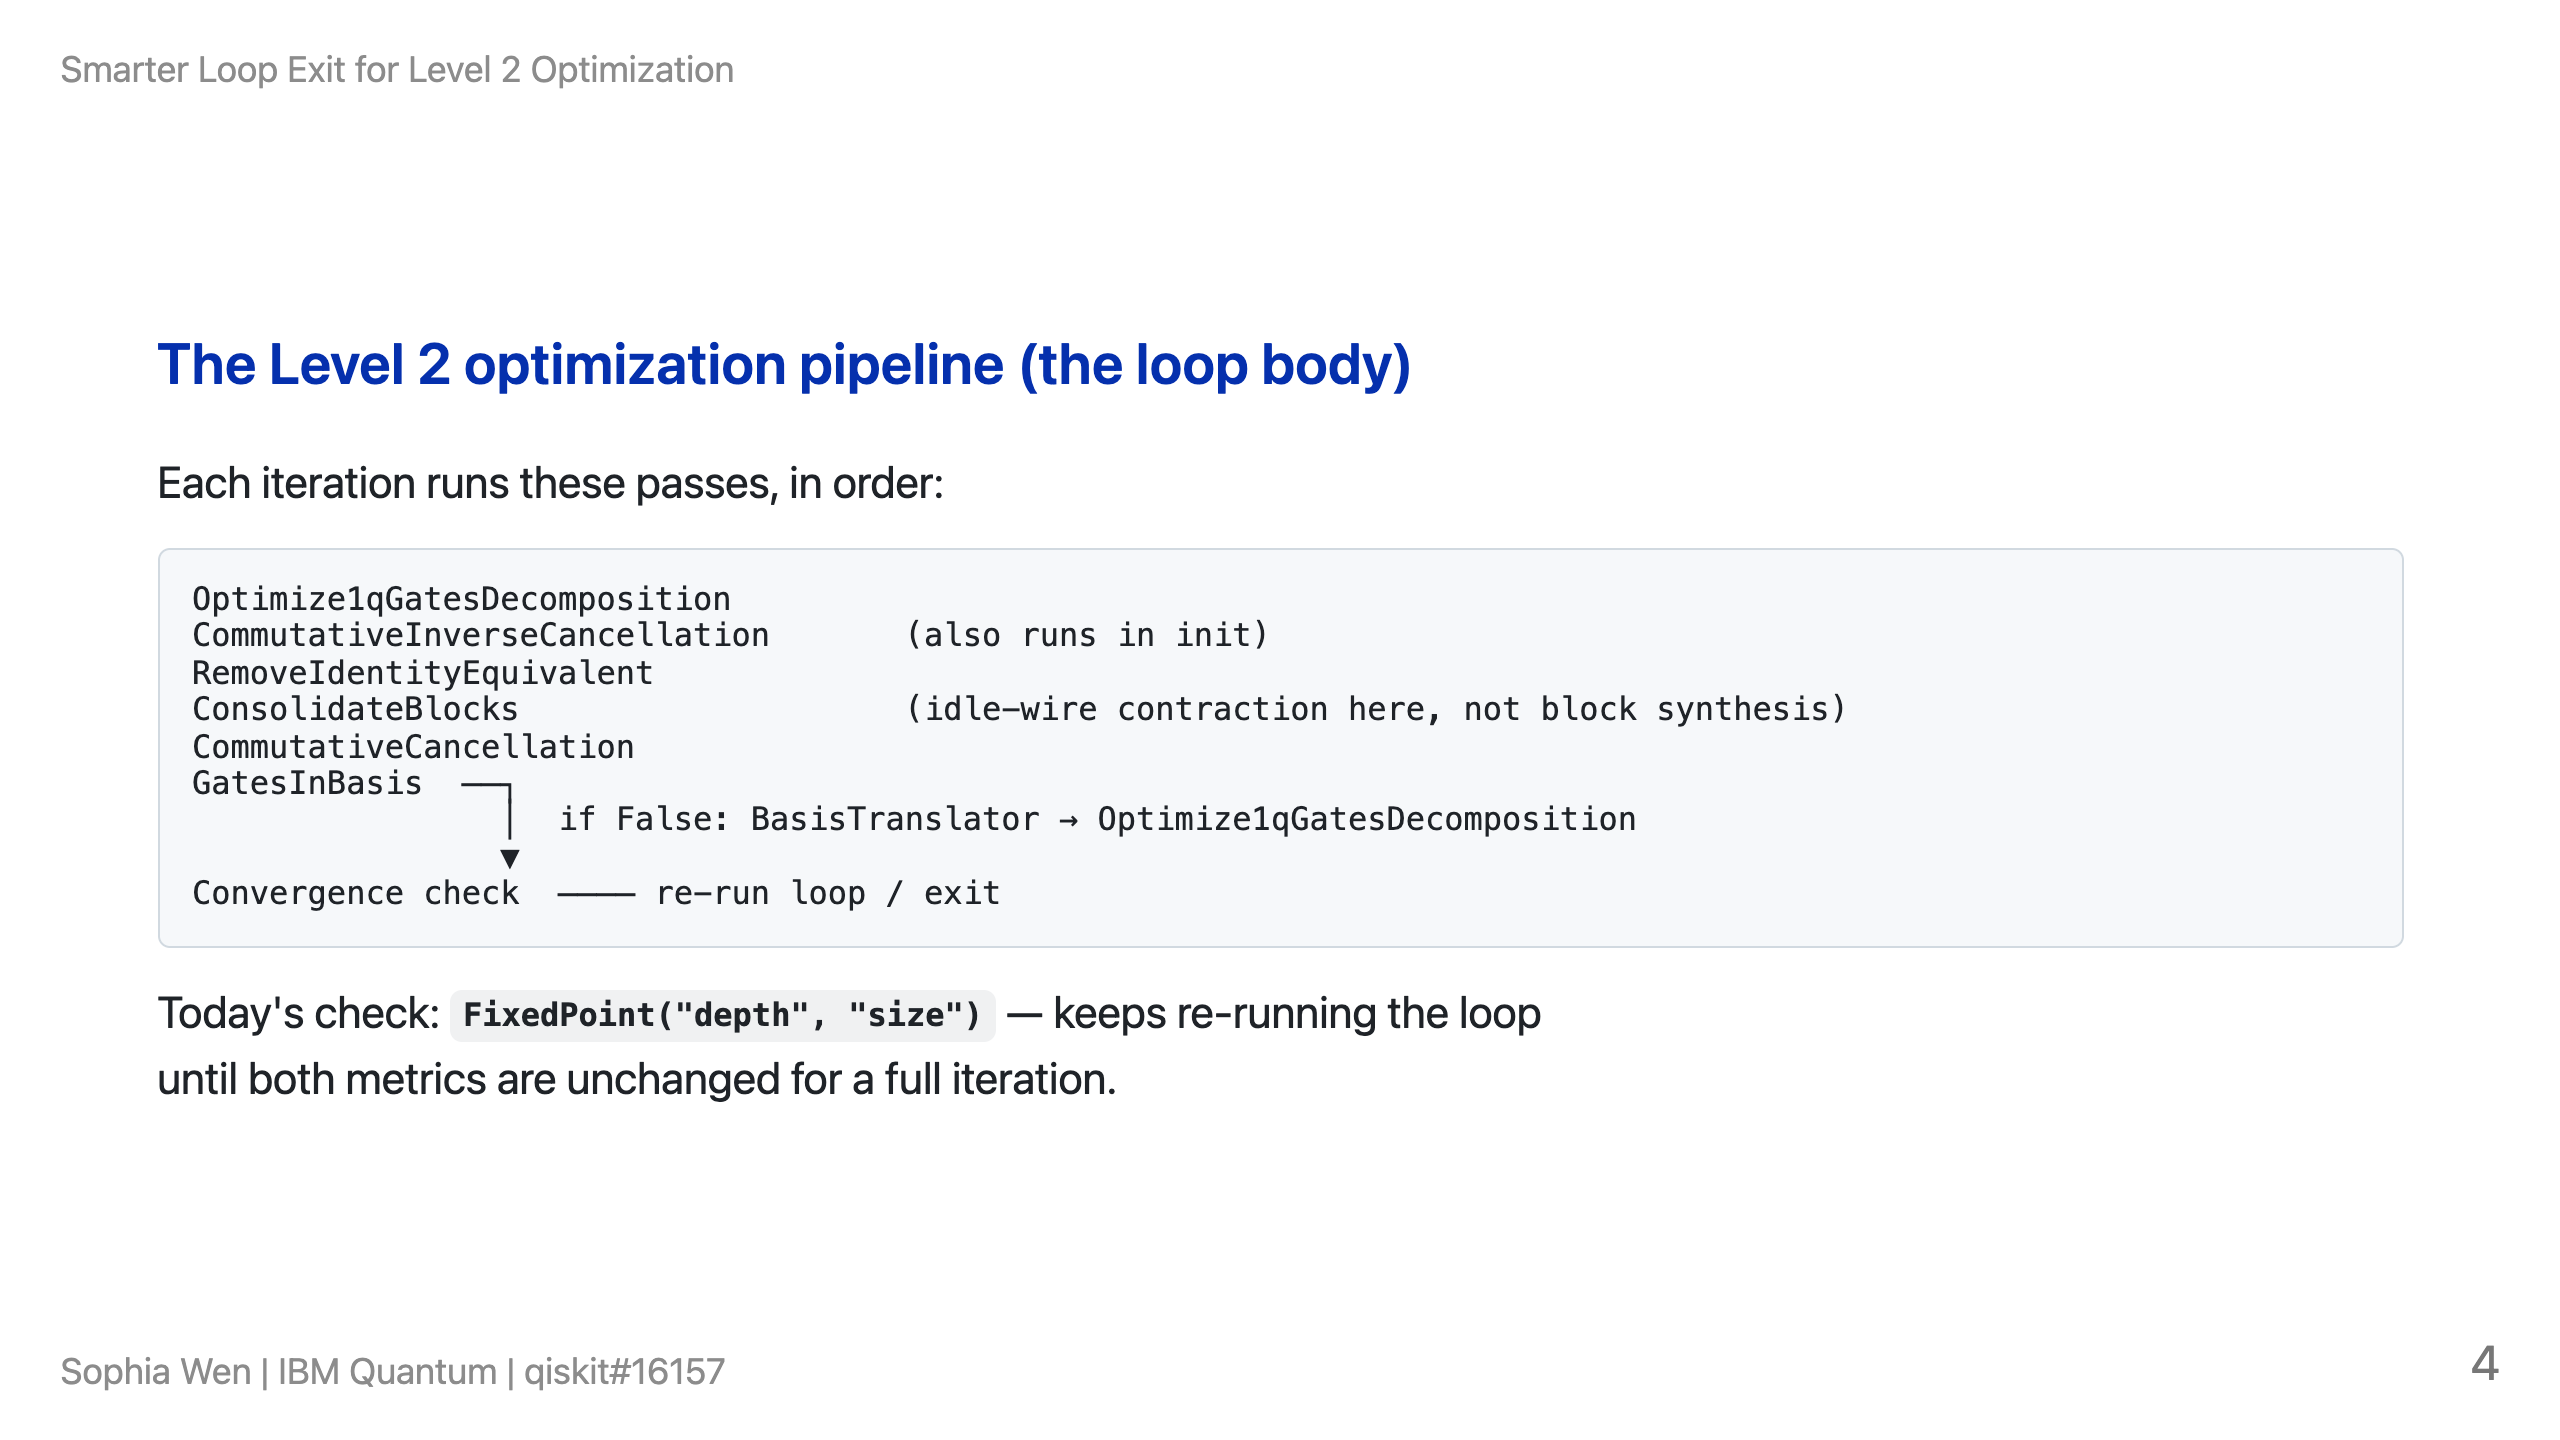 Smarter Loop Exit for Level 2 Optimization
The Level 2 optimization pipeline (the loop body)
Each iteration runs these passes, in order:
Optimize1qGatesDecomposition
CommutativeInverseCancellation (also runs in init)
RemoveIdentityEquivalent
ConsolidateBlocks (idle-wire contraction here, not block synthesis)
CommutativeCancellation
GatesInBasis ──┐
│ if False: BasisTranslator → Optimize1qGatesDecomposition
▼
Convergence check ──── re-run loop / exit
Today's check: FixedPoint("depth", "size") — keeps re-running the loop
until both metrics are unchanged for a full iteration.
Sophia Wen | IBM Quantum | qiskit#16157
4